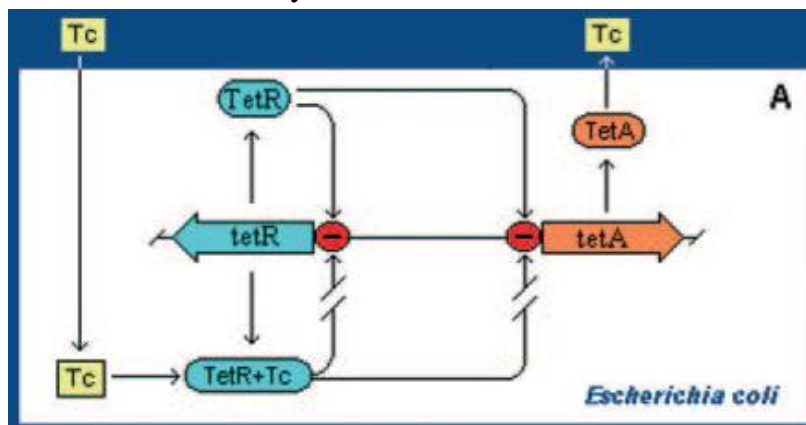 Tc
Tc
TetR
A
TetA
tetR
tetA
Tc
TetR+Tc
Escherichia coli